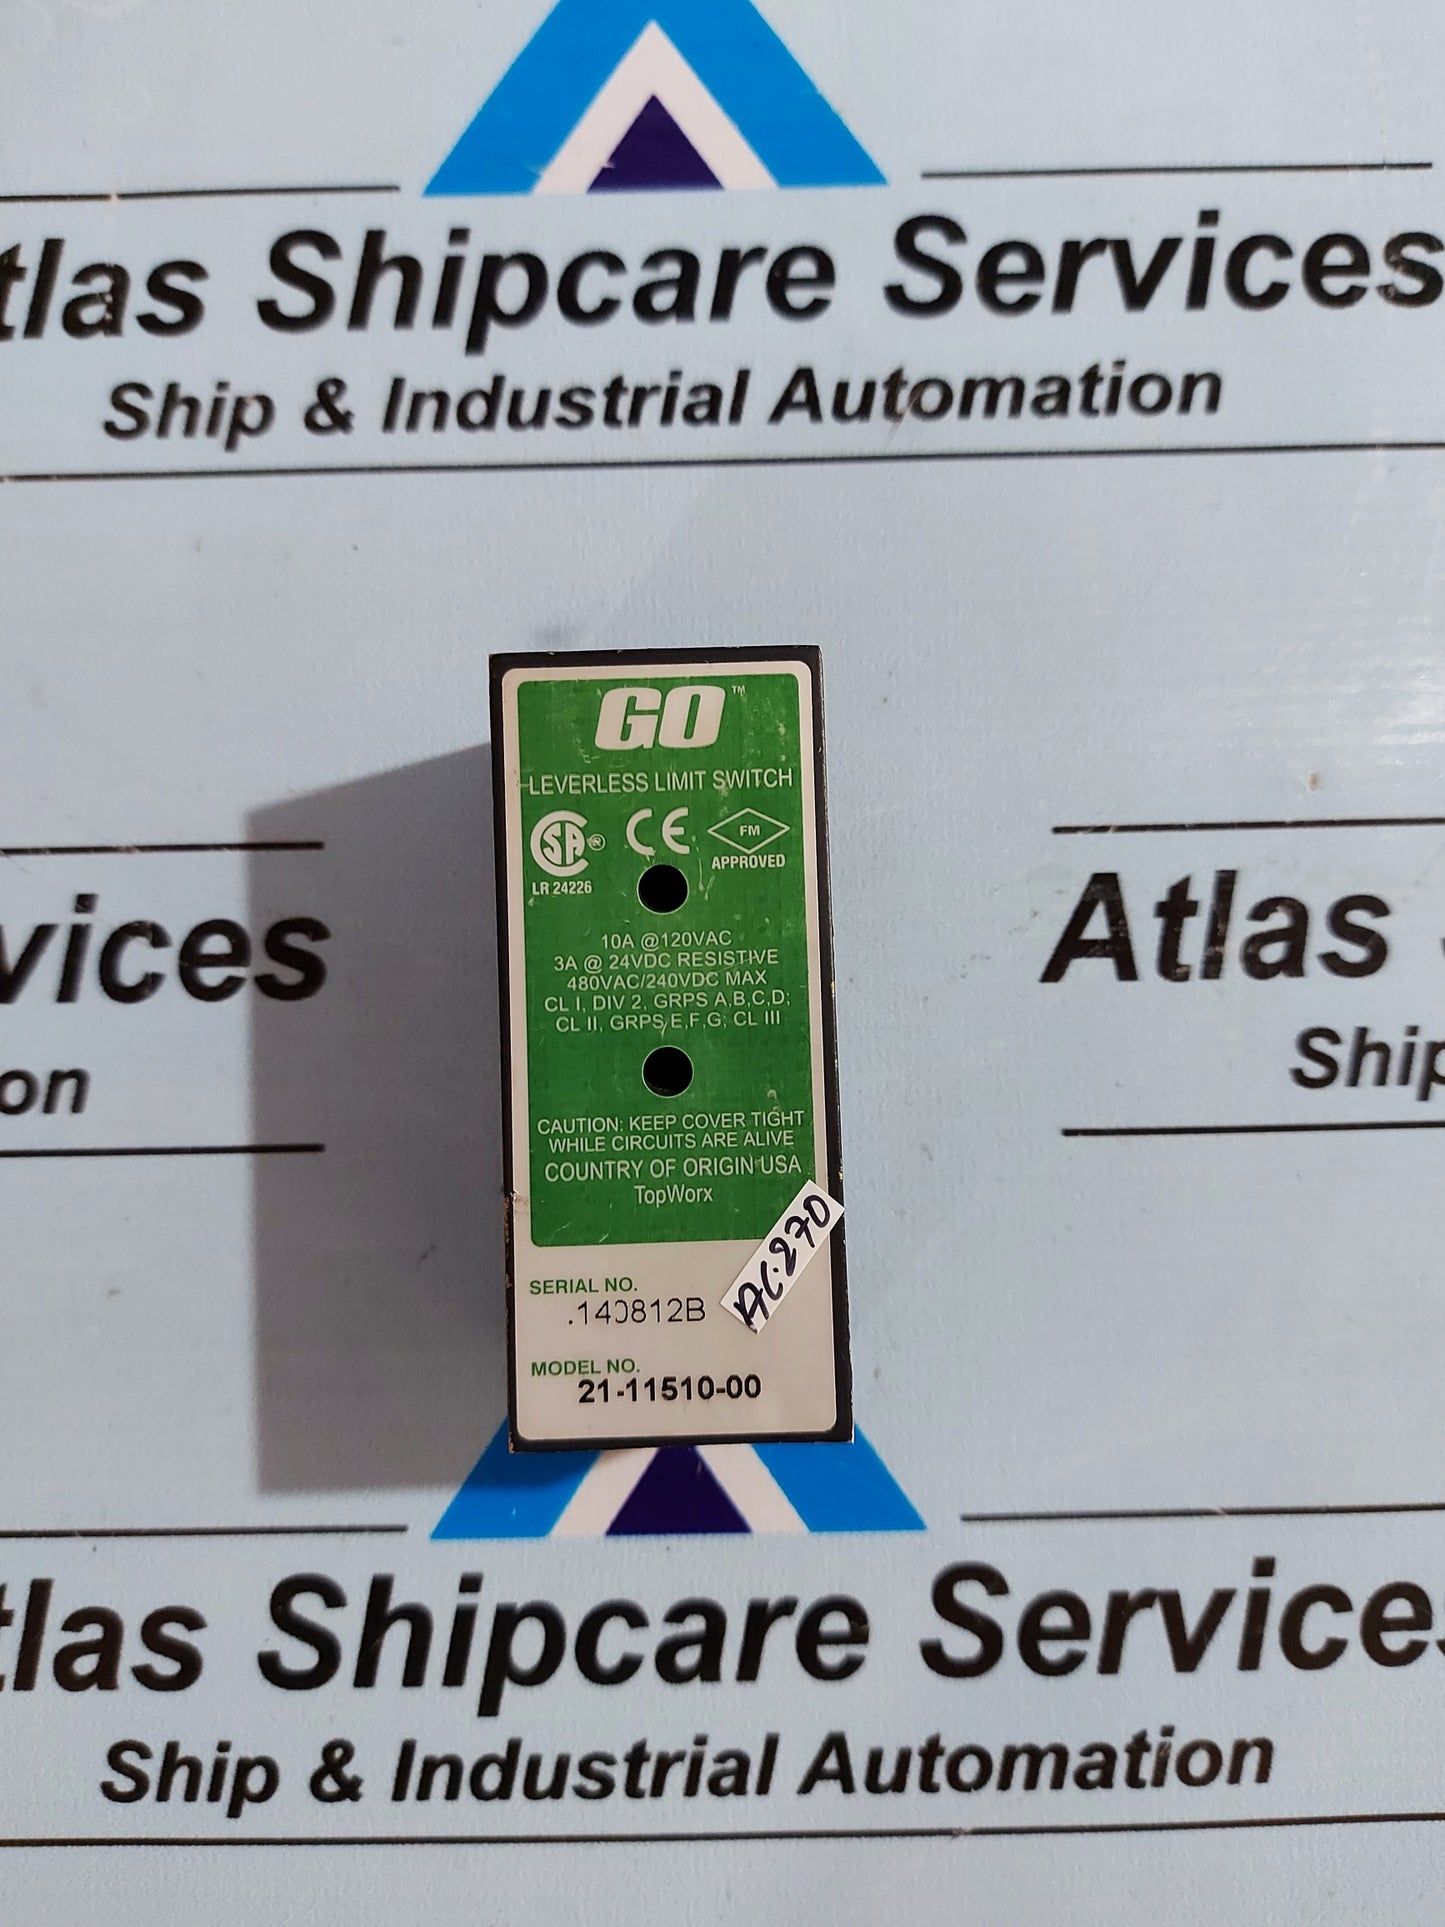 tlas Shipcare Services
Ship & Industrial Automation
GO™
LEVERLESS LIMIT SWITCH
CSA®
CE
FM
APPROVED
LR 24226
10A @120VAC
3A @ 24VDC RESISTIVE
480VAC/240VDC MAX
CL I, DIV 2, GRPS A,B,C,D;
CL II, GRPS E,F,G; CL III
CAUTION: KEEP COVER TIGHT
WHILE CIRCUITS ARE ALIVE
COUNTRY OF ORIGIN USA
TopWorx
AC.270
SERIAL NO.
.140812B
MODEL NO.
21-11510-00
vices
on
Atlas
Ship
tlas Shipcare Services
Ship & Industrial Automation